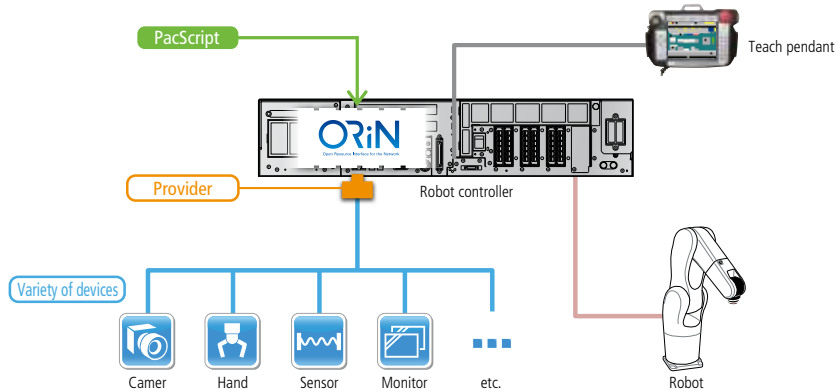 PacScript
Teach pendant
ORiN
Open Resource Interface for the Network
Provider
Robot controller
Variety of devices
Camer
Hand
Sensor
Monitor
etc.
Robot